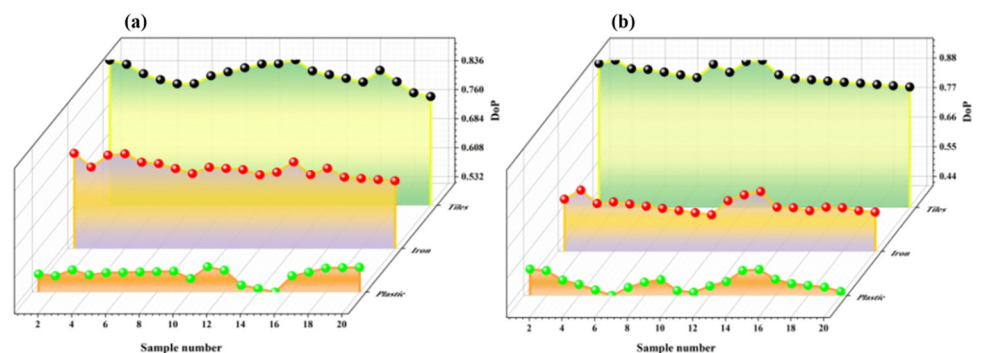 (a)
0.836
0.760
0.684
0.608
0.532
DoP
Tiles
Iron
Plastic
2 4 6 8 10 12 14 16 18 20
Sample number
(b)
0.88
0.77
0.66
0.55
0.44
DoP
Tiles
Iron
Plastic
2 4 6 8 10 12 14 16 18 20
Sample number